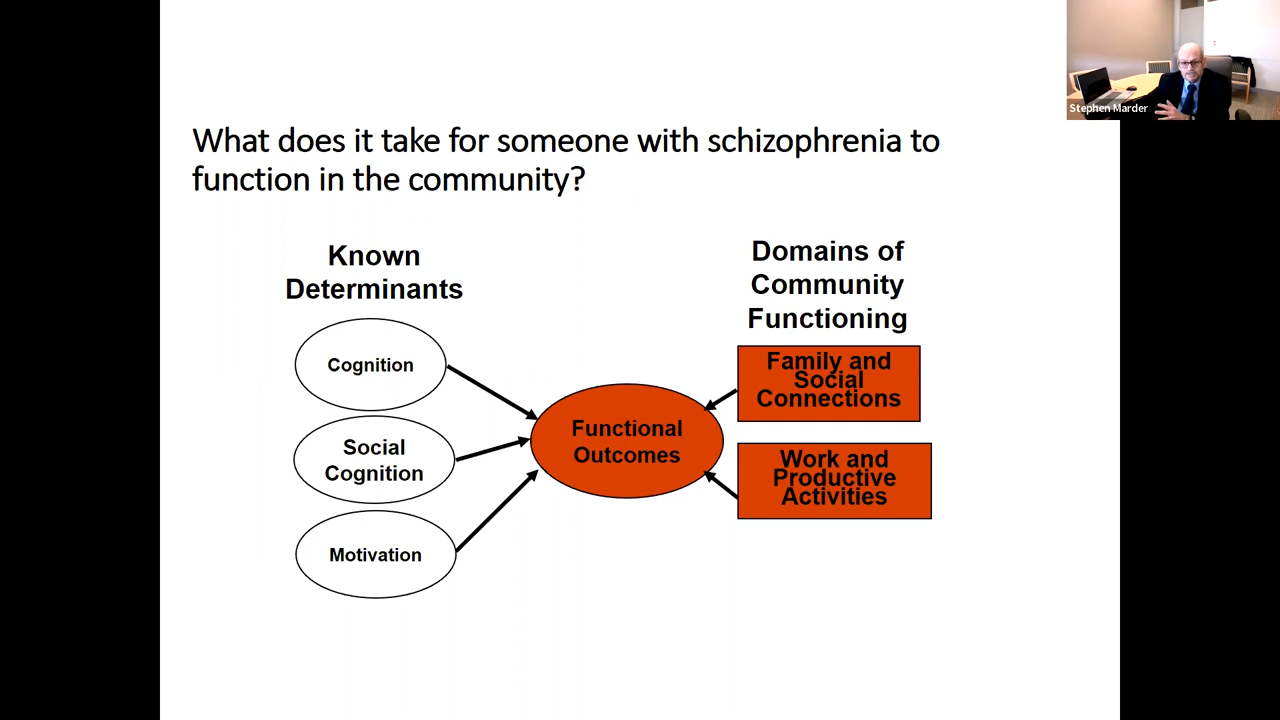 Stephen Marder
What does it take for someone with schizophrenia to
function in the community?
Known
Determinants
Cognition
Social
Cognition
Motivation
Functional
Outcomes
Domains of
Community
Functioning
Family and
Social
Connections
Work and
Productive
Activities